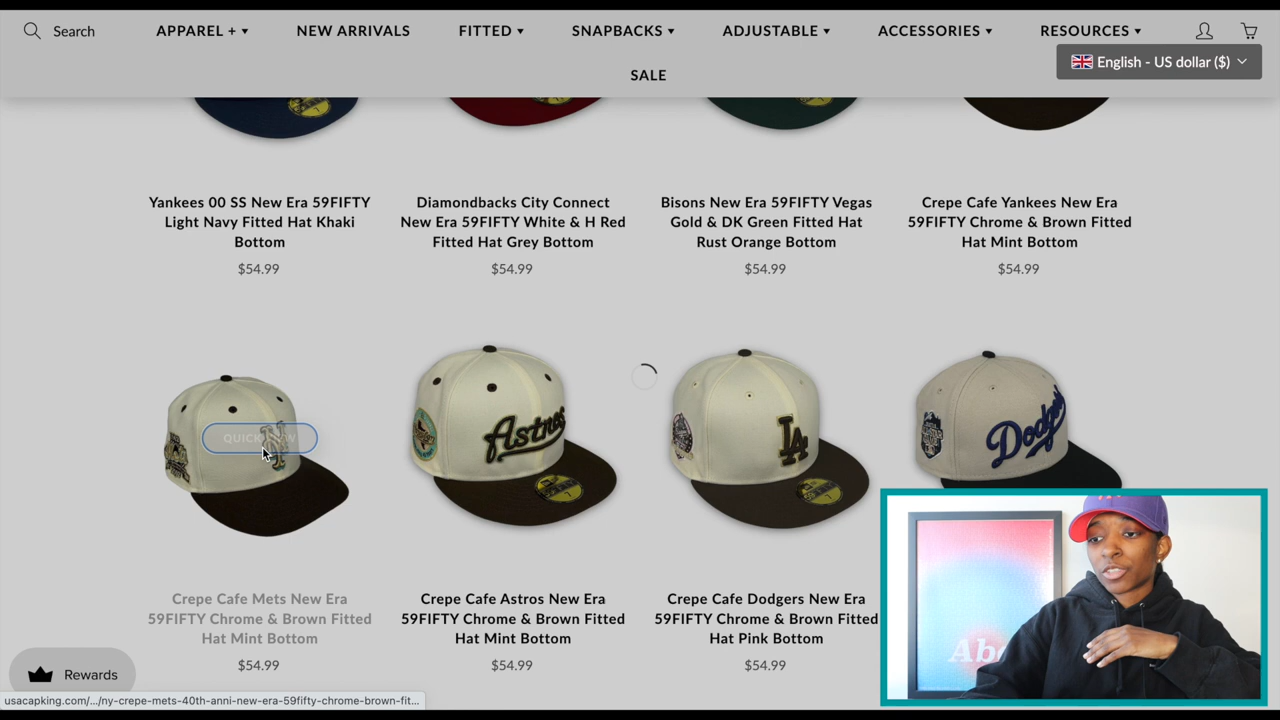 Search
APPAREL + ▾
NEW ARRIVALS
FITTED ▾
SNAPBACKS ▾
ADJUSTABLE ▾
ACCESSORIES ▾
RESOURCES ▾
SALE
English - US dollar ($)
Yankees 00 SS New Era 59FIFTY
Light Navy Fitted Hat Khaki
Bottom
$54.99
Diamondbacks City Connect
New Era 59FIFTY White & H Red
Fitted Hat Grey Bottom
$54.99
Bisons New Era 59FIFTY Vegas
Gold & DK Green Fitted Hat
Rust Orange Bottom
$54.99
Crepe Cafe Yankees New Era
59FIFTY Chrome & Brown Fitted
Hat Mint Bottom
$54.99
QUICK VIEW
NY
Astros
LA
Dodgers
Crepe Cafe Mets New Era
59FIFTY Chrome & Brown Fitted
Hat Mint Bottom
$54.99
Crepe Cafe Astros New Era
59FIFTY Chrome & Brown Fitted
Hat Mint Bottom
$54.99
Crepe Cafe Dodgers New Era
59FIFTY Chrome & Brown Fitted
Hat Pink Bottom
$54.99
Rewards
usacapking.com/.../ny-crepe-mets-40th-anni-new-era-59fifty-chrome-brown-fit...